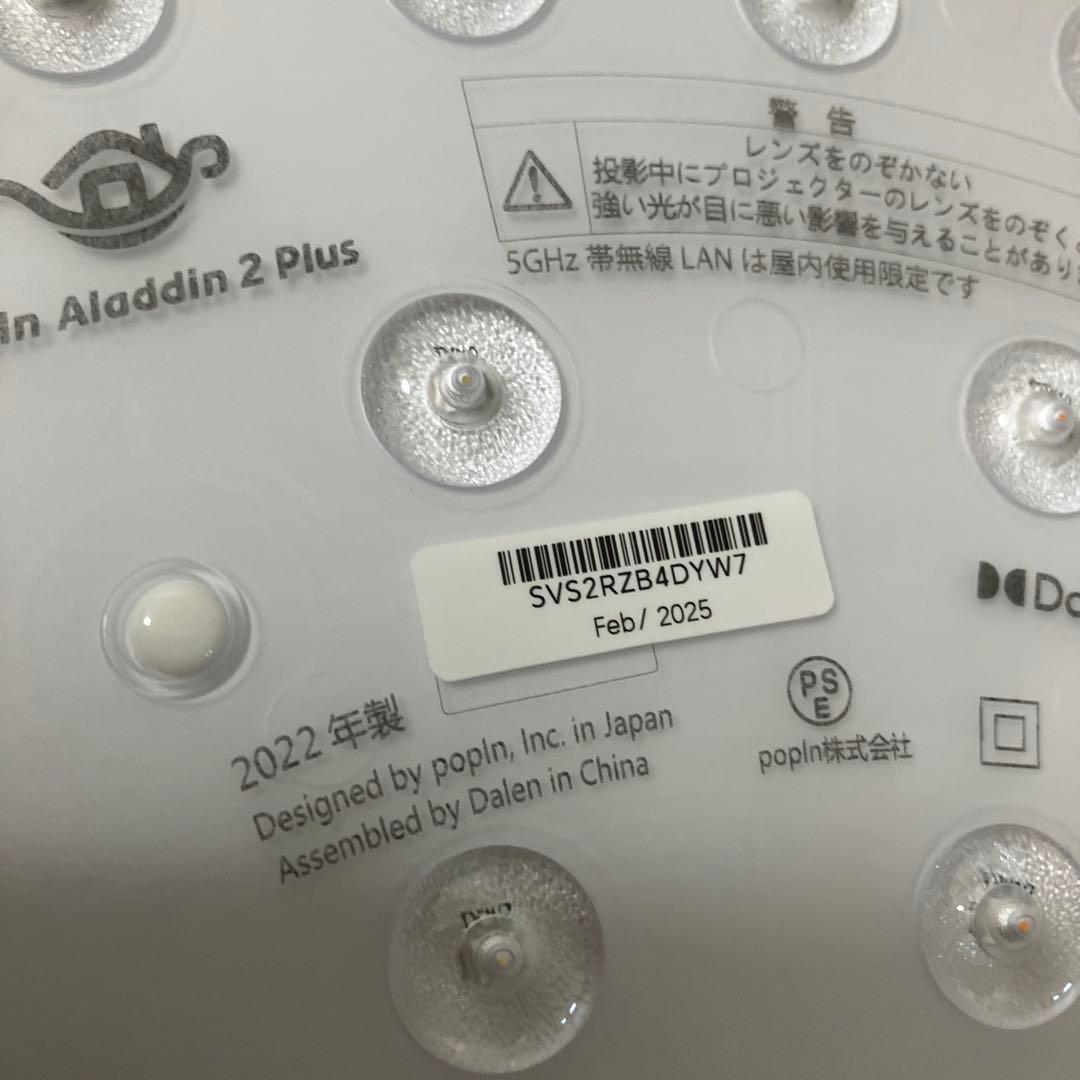 In Aladdin 2 Plus
警告
レンズをのぞかない
投影中にプロジェクターのレンズをのぞく
強い光が目に悪い影響を与えることがあり
5GHz 帯無線 LAN は屋内使用限定です
SVS2RZB4DYW7
Feb/ 2025
2022 年製
Designed by popIn, Inc. in Japan
Assembled by Dalen in China
PS
E
popIn株式会社
Do